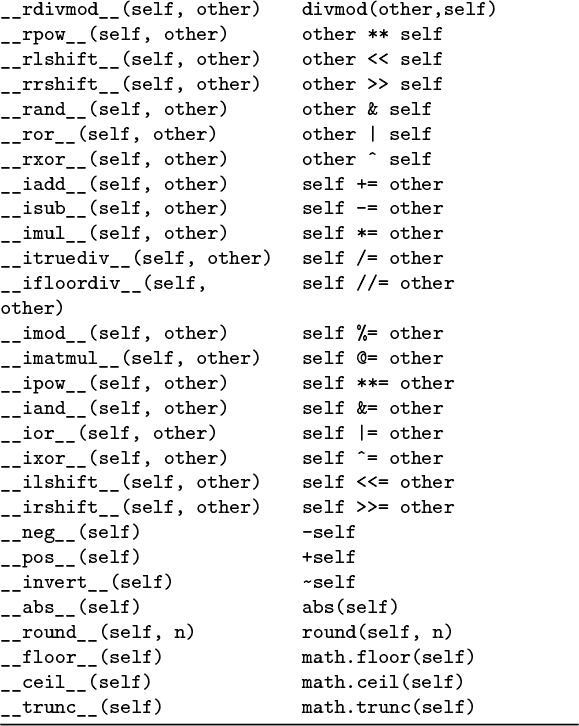 __rdivmod__(self, other) divmod(other,self)
__rpow__(self, other) other ** self
__rlshift__(self, other) other << self
__rrshift__(self, other) other >> self
__rand__(self, other) other & self
__ror__(self, other) other | self
__rxor__(self, other) other ^ self
__iadd__(self, other) self += other
__isub__(self, other) self -= other
__imul__(self, other) self *= other
__itruediv__(self, other) self /= other
__ifloordiv__(self, self //= other
other)
__imod__(self, other) self %= other
__imatmul__(self, other) self @= other
__ipow__(self, other) self **= other
__iand__(self, other) self &= other
__ior__(self, other) self |= other
__ixor__(self, other) self ^= other
__ilshift__(self, other) self <<= other
__irshift__(self, other) self >>= other
__neg__(self) -self
__pos__(self) +self
__invert__(self) ~self
__abs__(self) abs(self)
__round__(self, n) round(self, n)
__floor__(self) math.floor(self)
__ceil__(self) math.ceil(self)
__trunc__(self) math.trunc(self)